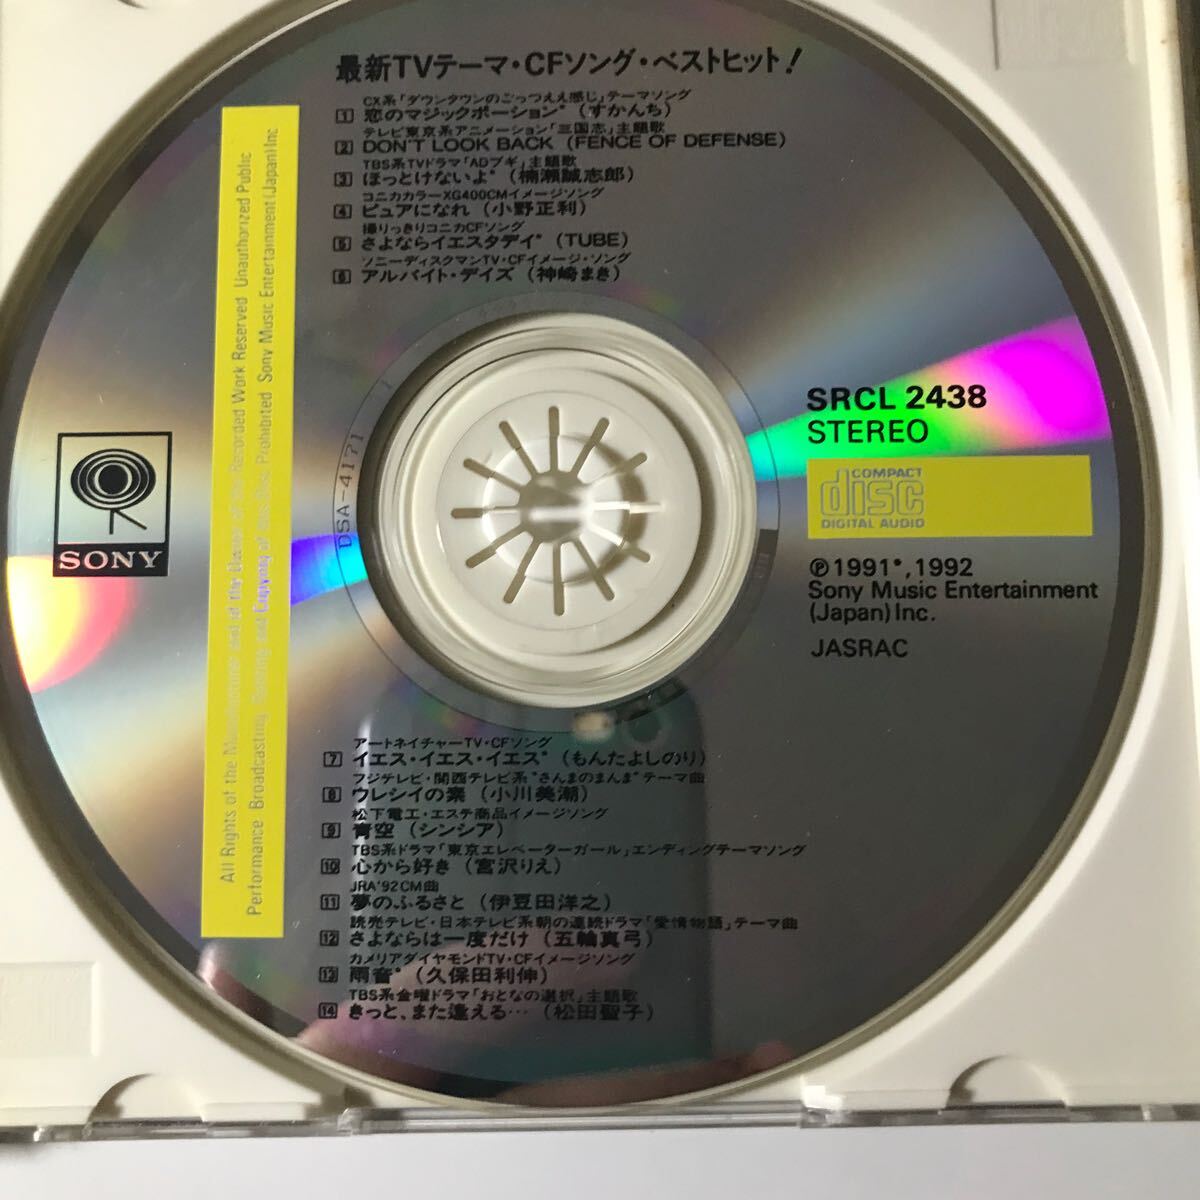 最新TVテーマ・CFソング・ベストヒット!
CX系「ダウンタウンのごっつええ感じ」テーマソング
1 恋のマジックポーション* (すかんち)
テレビ東京系アニメーション「三国志」主題歌
2 DON'T LOOK BACK (FENCE OF DEFENSE)
TBS系TVドラマ「ADブギ」主題歌
3 ほっとけないよ* (楠瀬誠志郎)
コニカカラーXG400CMイメージソング
4 ピュアになれ (小野正利)
撮りっきりコニカCFソング
5 さよならイエスタデイ* (TUBE)
ソニーディスクマンTV・CFイメージ・ソング
6 アルバイト・デイズ (神崎まき)
All Rights of the Manufacturer and of the Owner of the Recorded Work Reserved Unauthorized Public
Performance Broadcasting Renting and Copying of this Disc Prohibited Sony Music Entertainment (Japan) Inc
SONY
DSA-4171 1
SRCL 2438
STEREO
COMPACT
disc
DIGITAL AUDIO
℗1991*,1992
Sony Music Entertainment
(Japan) Inc.
JASRAC
アートネイチャーTV・CFソング
7 イエス・イエス・イエス* (もんたよしのり)
フジテレビ・関西テレビ系"さんまのまんま"テーマ曲
8 ウレシイの素 (小川美潮)
松下電工・エステ商品イメージソング
9 青空 (シンシア)
TBS系ドラマ「東京エレベーターガール」エンディングテーマソング
10 心から好き (宮沢りえ)
JRA'92CM曲
11 夢のふるさと (伊豆田洋之)
読売テレビ・日本テレビ系朝の連続ドラマ「愛情物語」テーマ曲
12 さよならは一度だけ (五輪真弓)
カメリアダイヤモンドTV・CFイメージソング
13 雨音* (久保田利伸)
TBS系金曜ドラマ「おとなの選択」主題歌
14 きっと、また逢える… (松田聖子)